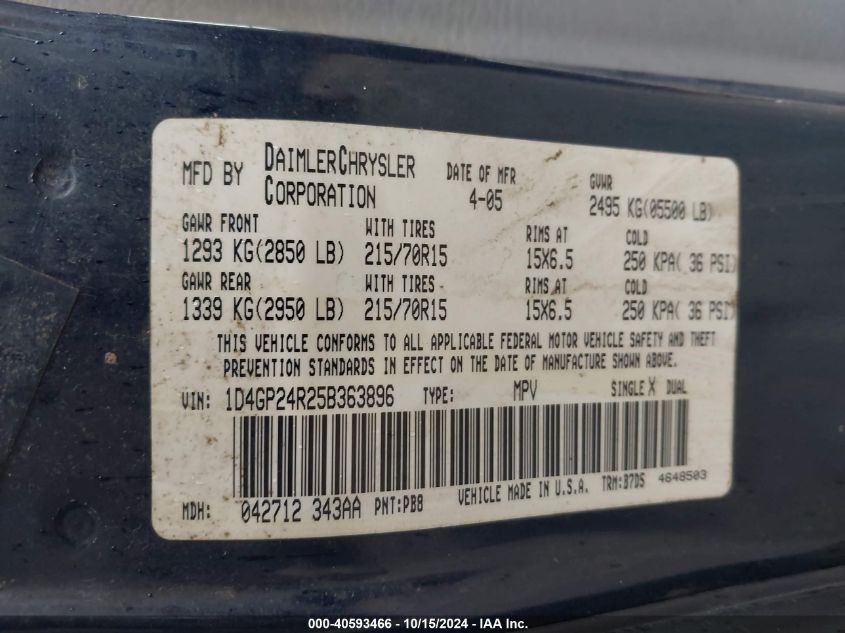 MFD BY DAIMLERCHRYSLER CORPORATION DATE OF MFR 4-05 GVWR 2495 KG(05500 LB)
GAWR FRONT WITH TIRES RIMS AT COLD
1293 KG(2850 LB) 215/70R15 15X6.5 250 KPA( 36 PSI)
GAWR REAR WITH TIRES RIMS AT COLD
1339 KG(2950 LB) 215/70R15 15X6.5 250 KPA( 36 PSI)
THIS VEHICLE CONFORMS TO ALL APPLICABLE FEDERAL MOTOR VEHICLE SAFETY AND THEFT
PREVENTION STANDARDS IN EFFECT ON THE DATE OF MANUFACTURE SHOWN ABOVE.
VIN: 1D4GP24R25B363896 TYPE: MPV SINGLE X DUAL
MDH: 042712 343AA PNT:PB8 VEHICLE MADE IN U.S.A. TRM:B7D5 4648503
000-40593466 - 10/15/2024 - IAA Inc.